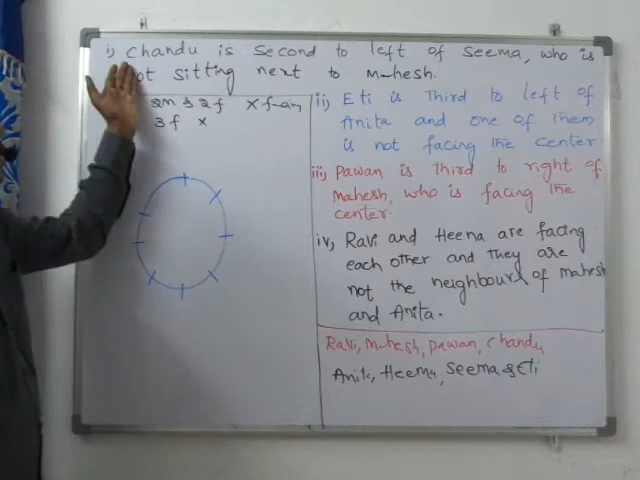 i) Chandu is Second to left of Seema, who is
not sitting next to Mahesh.
2m & 2f X
3f x
ii) Eti is Third to left of
Anita and one of Them
is not facing The center
iii) Pawan is Third to right of
Mahesh, who is facing The
center.
iv) Ravi and Heena are facing
each other and They are
not the neighbours of mahesh
and Anita.
Ravi, Mahesh, Pawan, Chandu
Anita, Heema, Seema & Eti